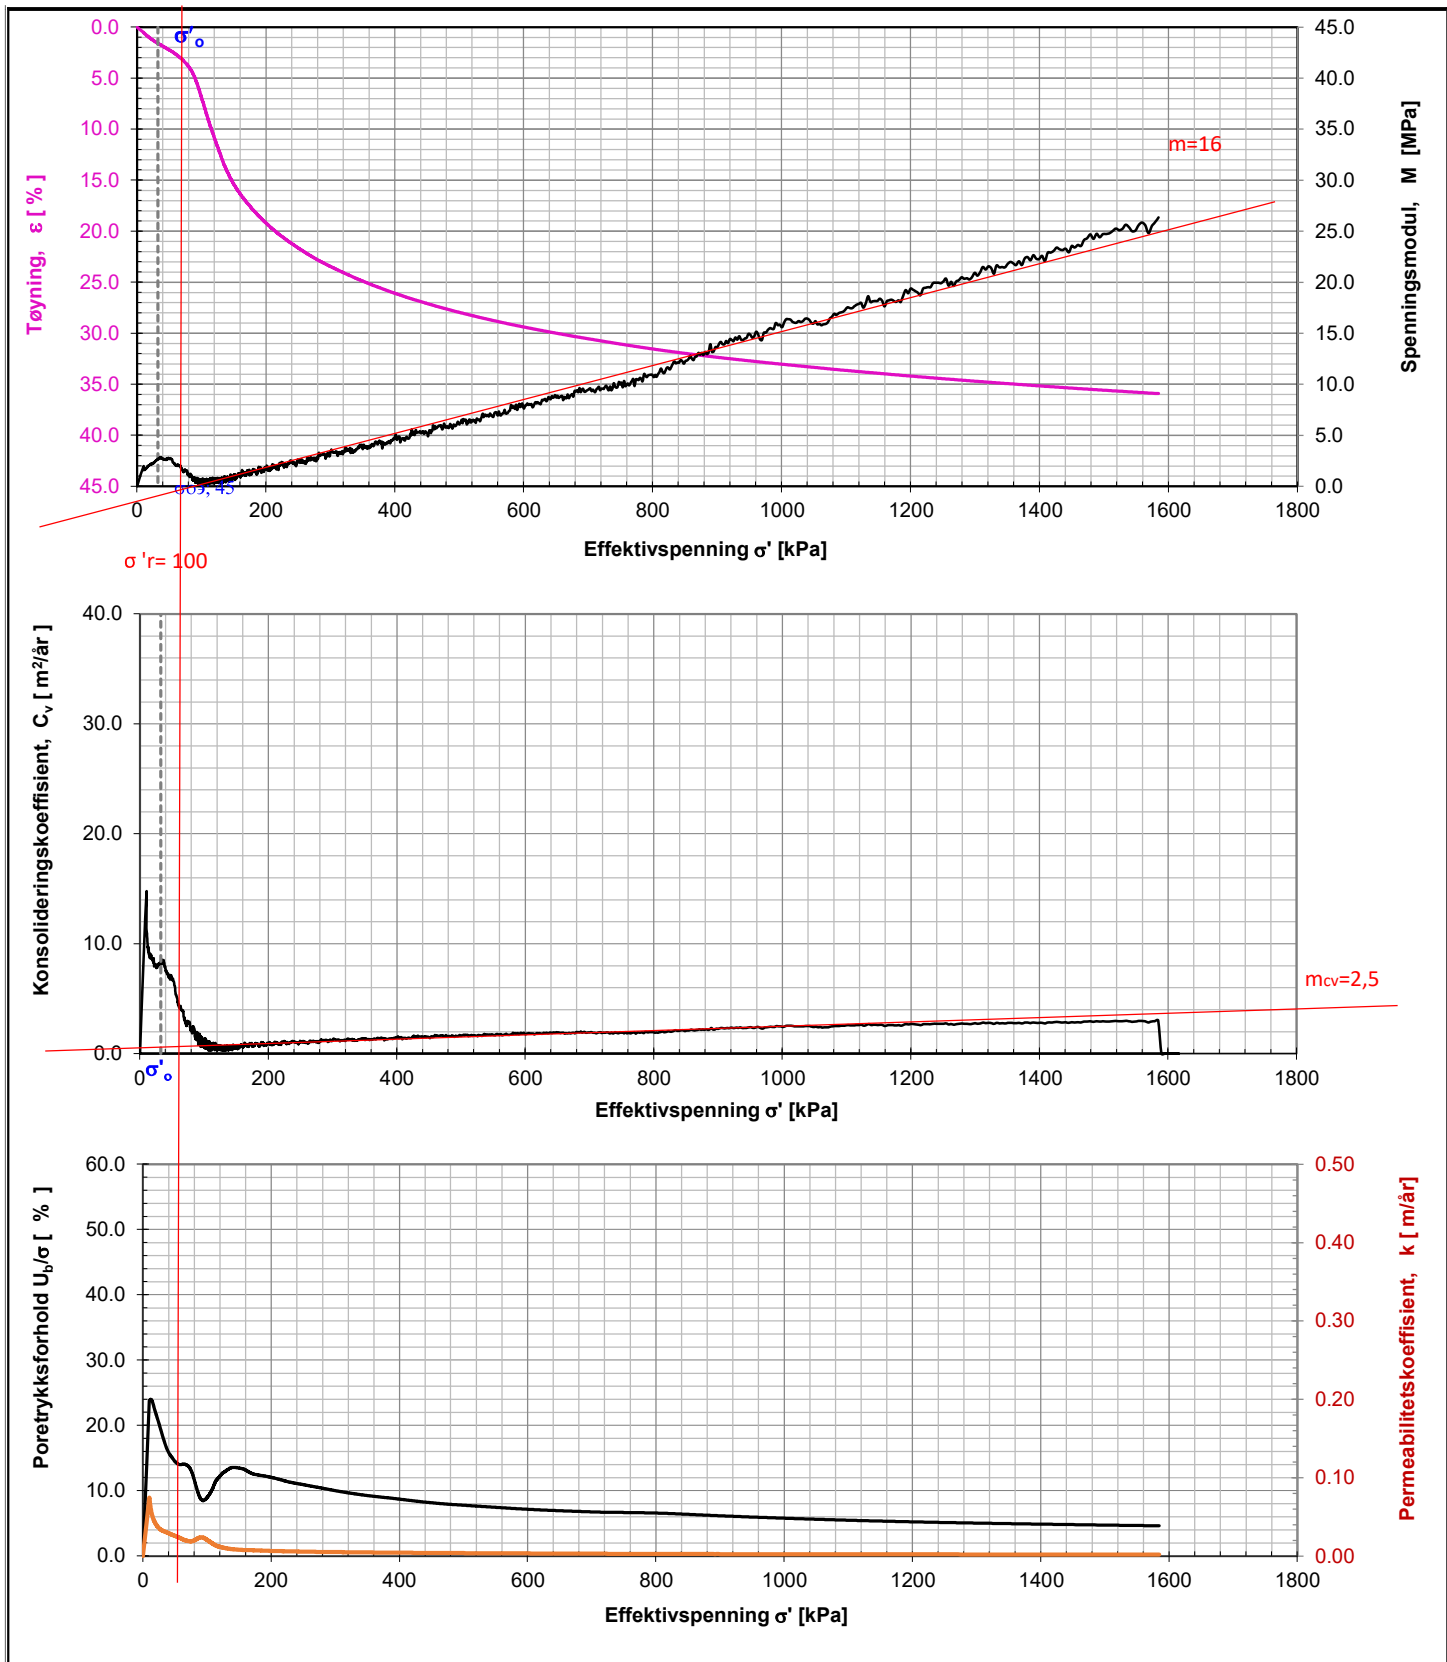 0.0
5.0
10.0
15.0
20.0
25.0
30.0
35.0
40.0
45.0
Tøyning, ε [ % ]
σ'o
m=16
45.0
40.0
35.0
30.0
25.0
20.0
15.0
10.0
5.0
0.0
Spenningsmodul, M [MPa]
0 200 400 600 800 1000 1200 1400 1600 1800
Effektivspenning σ' [kPa]
σ 'r= 100
40.0
30.0
20.0
10.0
0.0
Konsolideringskoeffisient, Cv [ m²/år ]
mcv=2,5
σ'o
0 200 400 600 800 1000 1200 1400 1600 1800
Effektivspenning σ' [kPa]
60.0
50.0
40.0
30.0
20.0
10.0
0.0
Poretrykksforhold Ub/σ [ % ]
0.50
0.40
0.30
0.20
0.10
0.00
Permeabilitetskoeffisient, k [ m/år]
0 200 400 600 800 1000 1200 1400 1600 1800
Effektivspenning σ' [kPa]